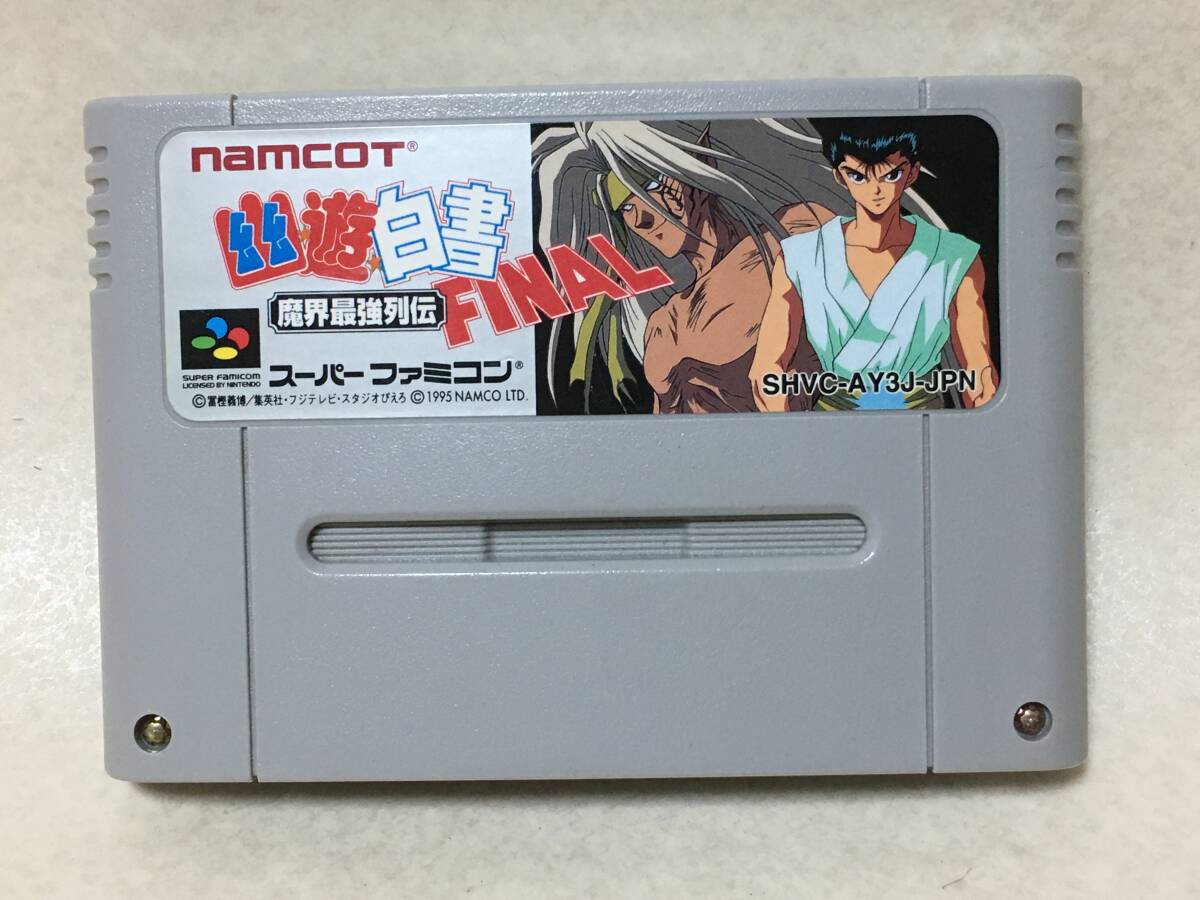 namcoT®
幽☆遊☆白書
FINAL
魔界最強列伝
SUPER FAMICOM
LICENSED BY NINTENDO
スーパーファミコン®
©冨樫義博/集英社・フジテレビ・スタジオぴえろ ©1995 NAMCO LTD.
SHVC-AY3J-JPN